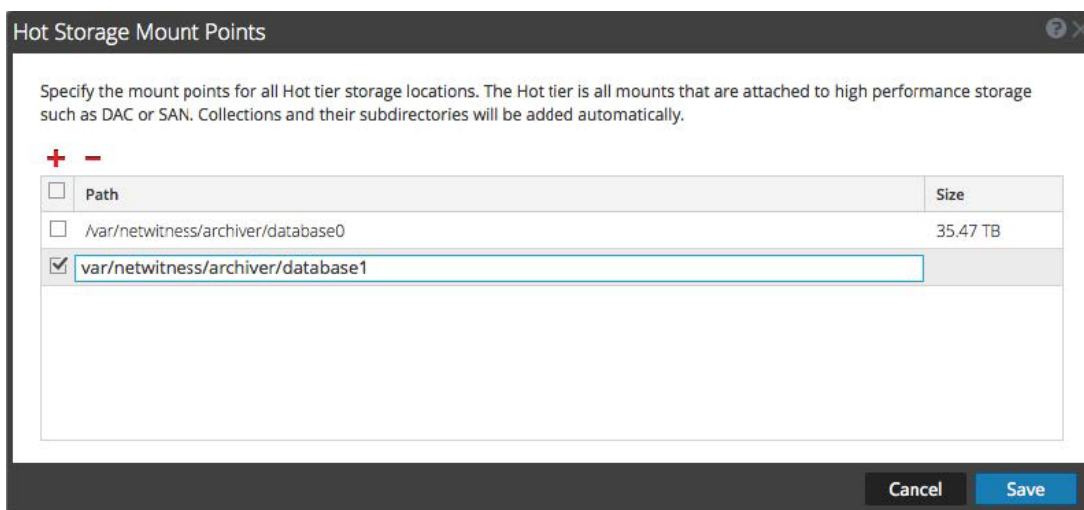 Hot Storage Mount Points
Specify the mount points for all Hot tier storage locations. The Hot tier is all mounts that are attached to high performance storage
such as DAC or SAN. Collections and their subdirectories will be added automatically.
Path Size
/var/netwitness/archiver/database0 35.47 TB
var/netwitness/archiver/database1
Cancel Save